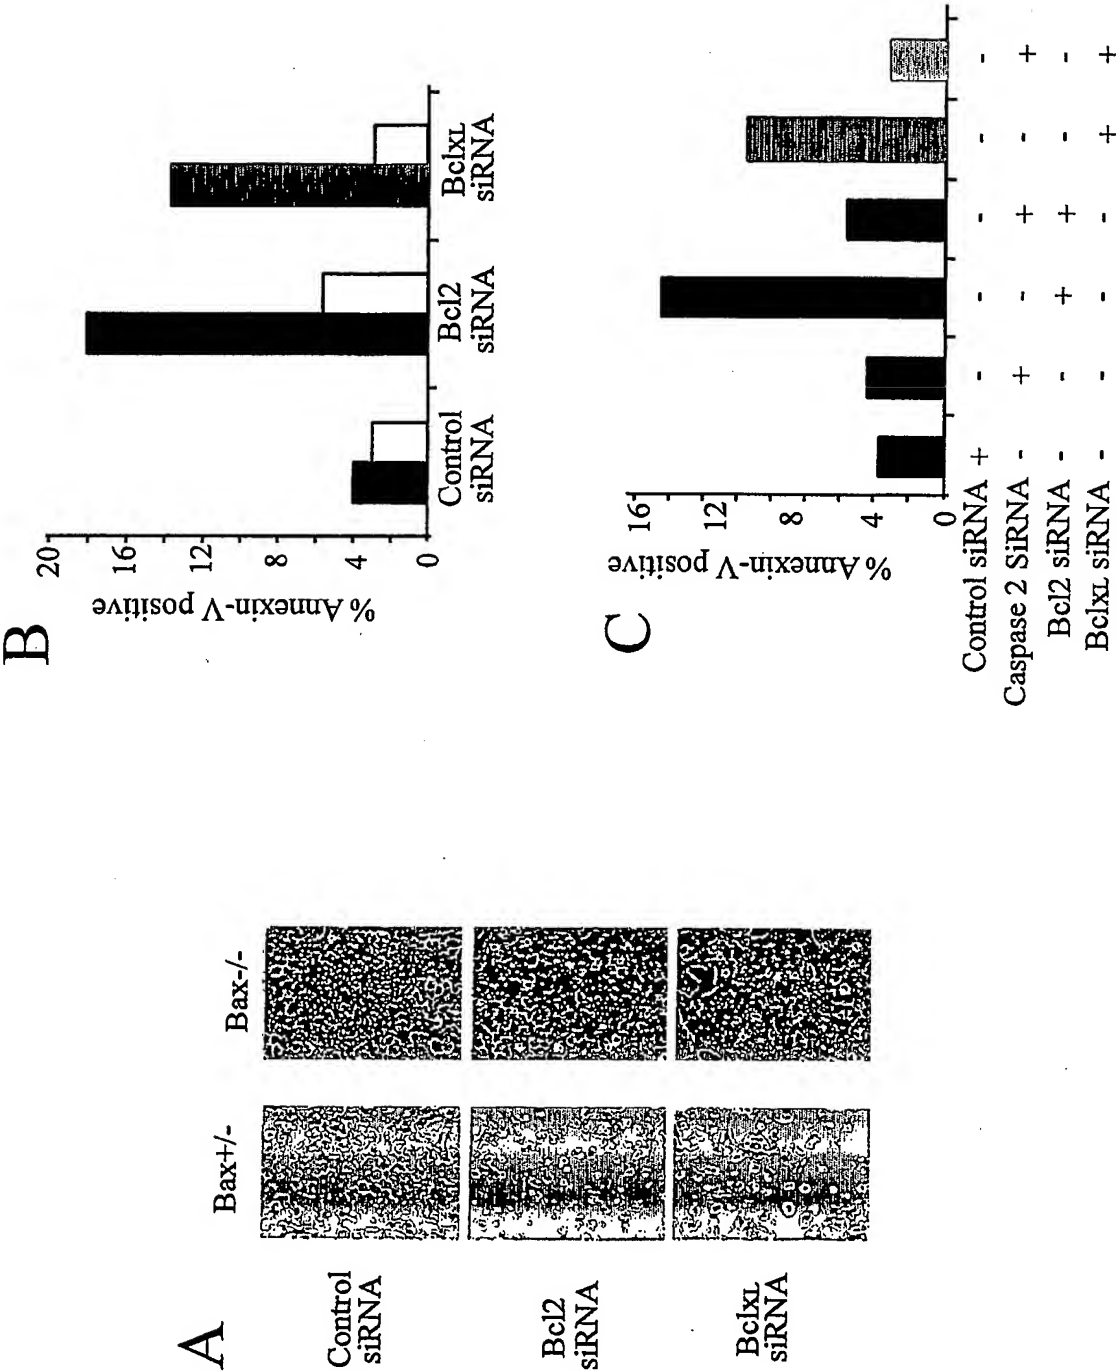 A
Bax+/-
Bax-/-
Control
siRNA
Bcl2
siRNA
BclxL
siRNA
B
% Annexin-V positive
20
16
12
8
4
0
Control
siRNA
Bcl2
siRNA
BclxL
siRNA
C
% Annexin-V positive
16
12
8
4
0
Control siRNA + - - - - -
Caspase 2 SiRNA - + - + - +
Bcl2 siRNA - - + + - -
BclxL siRNA - - - - + +